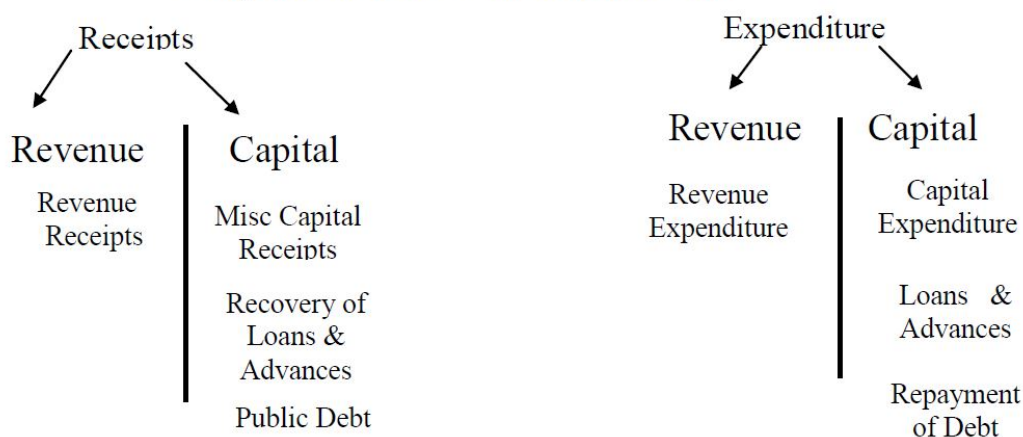 Receipts
Revenue
Capital
Revenue
Receipts
Misc Capital
Receipts
Recovery of
Loans &
Advances
Public Debt
Expenditure
Revenue
Capital
Revenue
Expenditure
Capital
Expenditure
Loans &
Advances
Repayment
of Debt